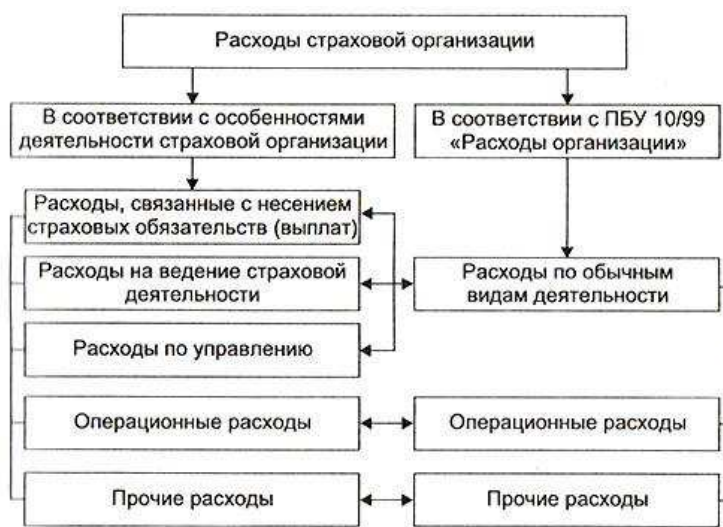 Расходы страховой организации
В соответствии с особенностями
деятельности страховой организации
В соответствии с ПБУ 10/99
«Расходы организации»
Расходы, связанные с несением
страховых обязательств (выплат)
Расходы на ведение страховой
деятельности
Расходы по обычным
видам деятельности
Расходы по управлению
Операционные расходы
Операционные расходы
Прочие расходы
Прочие расходы